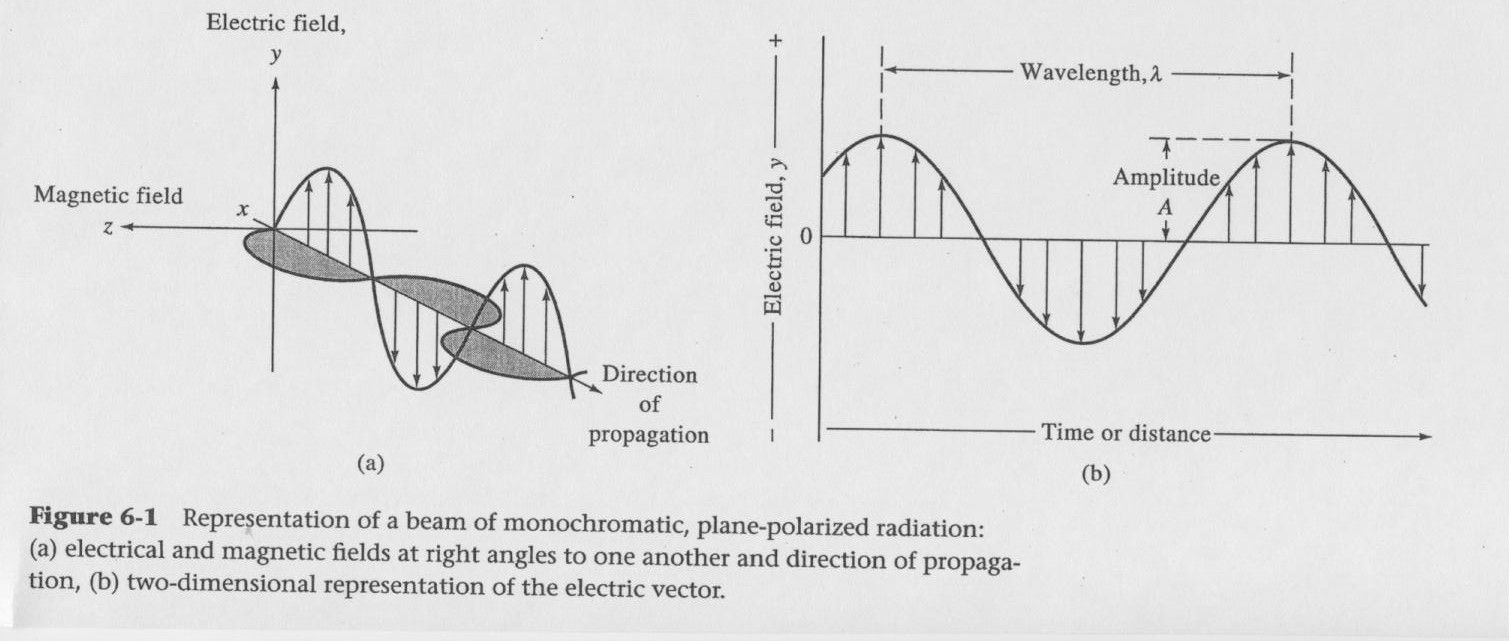 Electric field,
y
Magnetic field
x
z
Direction
of
propagation
(a)
+
Electric field, y
−
0
Wavelength, λ
Amplitude
A
Time or distance
(b)
Figure 6-1 Representation of a beam of monochromatic, plane-polarized radiation:
(a) electrical and magnetic fields at right angles to one another and direction of propaga-
tion, (b) two-dimensional representation of the electric vector.